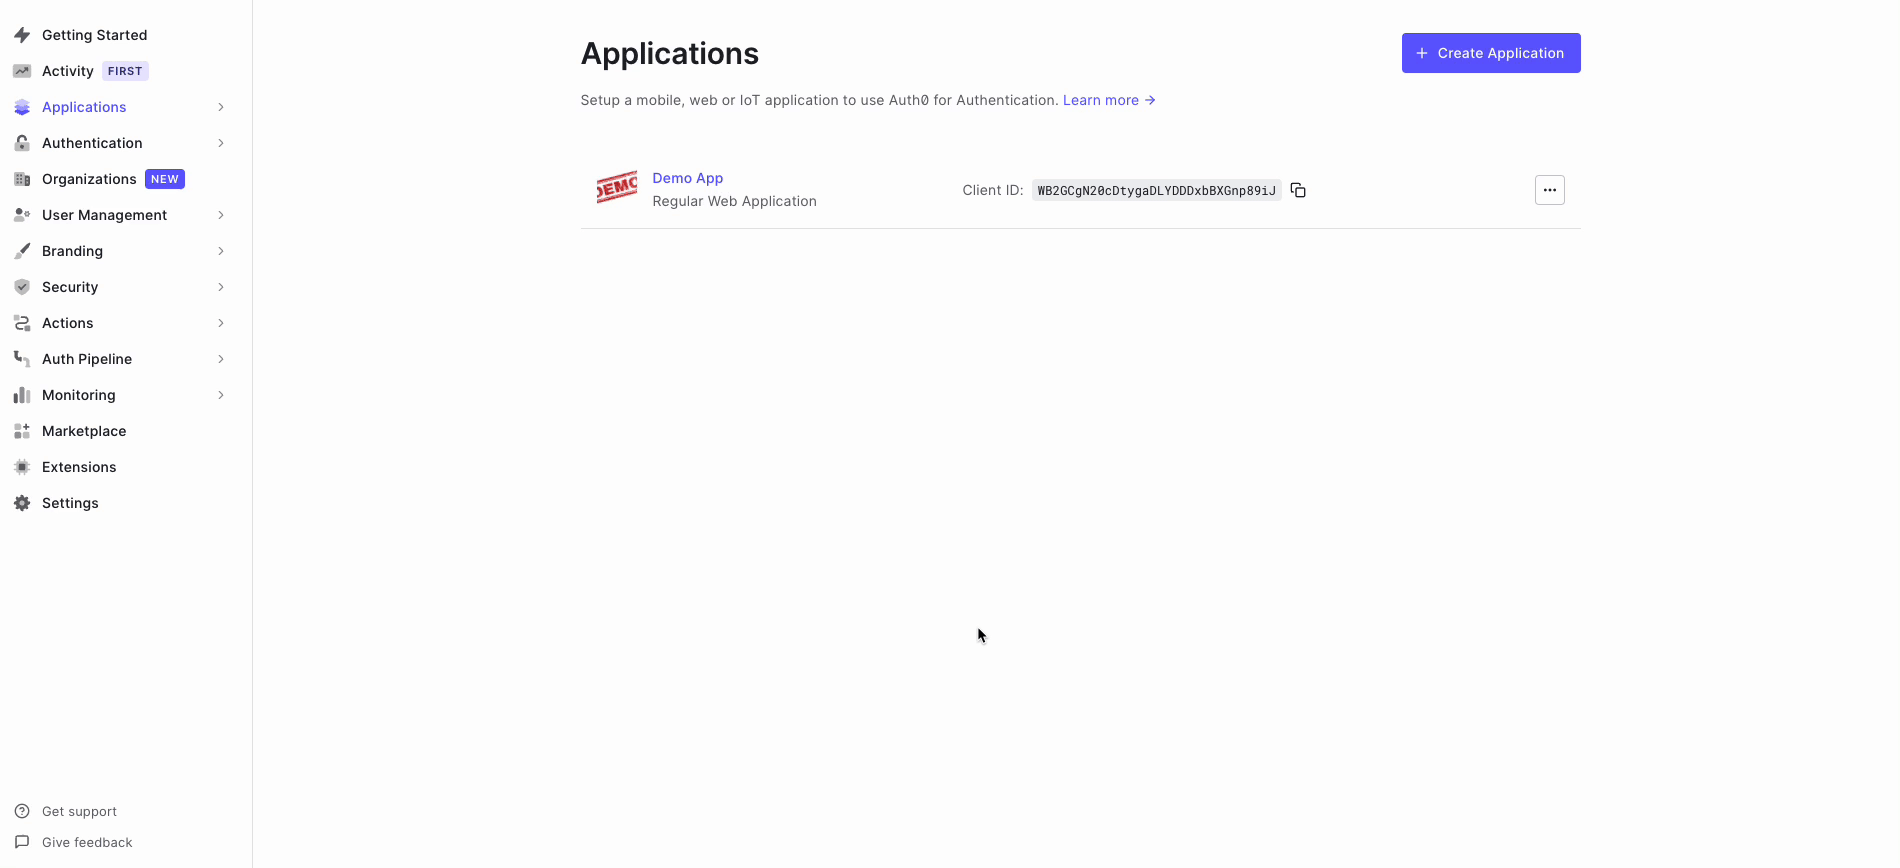 Getting Started
Activity FIRST
Applications
Authentication
Organizations NEW
User Management
Branding
Security
Actions
Auth Pipeline
Monitoring
Marketplace
Extensions
Settings
Get support
Give feedback
Applications
+ Create Application
Setup a mobile, web or IoT application to use Auth0 for Authentication. Learn more →
DEMO
Demo App
Regular Web Application
Client ID: WB2GCgN20cDtygaDLYDDDxbBXGnp89iJ